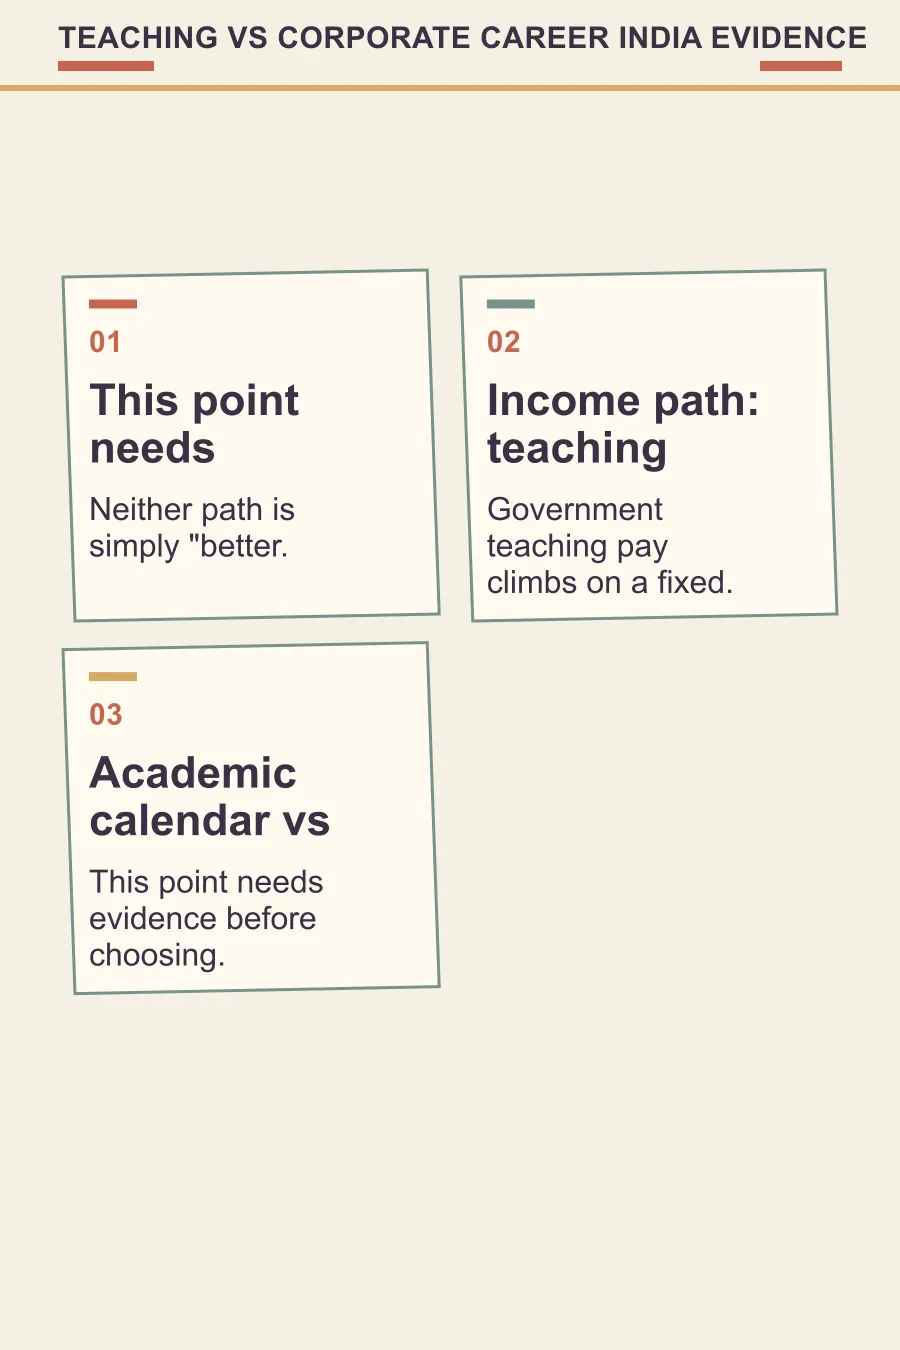 TEACHING VS CORPORATE CAREER INDIA EVIDENCE
01
This point
needs
Neither path is
simply "better.
02
Income path:
teaching
Government
teaching pay
climbs on a fixed.
03
Academic
calendar vs
This point needs
evidence before
choosing.